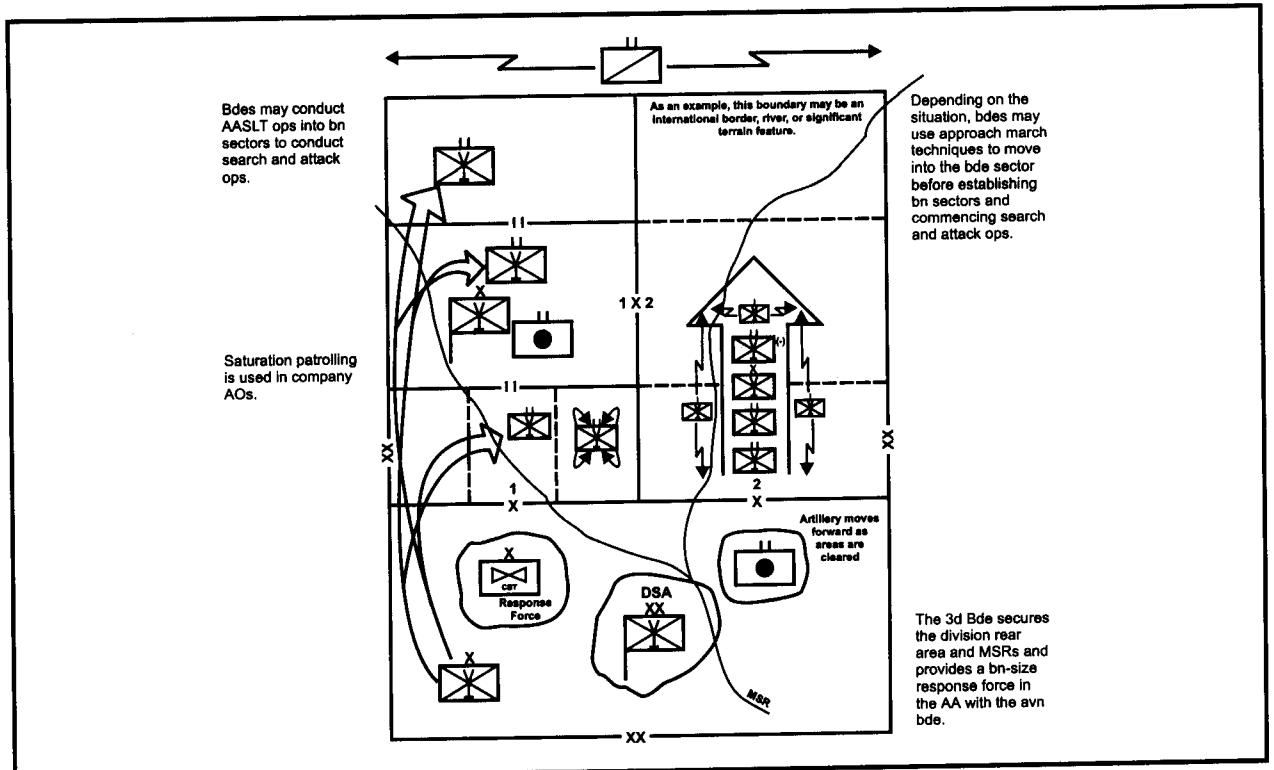 Bdes may conduct
AASLT ops into bn
sectors to conduct
search and attack
ops.
Saturation patrolling
is used in company
AOs.
As an example, this boundary may be an
international border, river, or significant
terrain feature.
Depending on the
situation, bdes may
use approach march
techniques to move
into the bde sector
before establishing
bn sectors and
commencing search
and attack ops.
II
X
1 X 2
II
(-)
X
XX
XX
1
X
2
X
Artillery moves
forward as
areas are
cleared
X
CBT
Response
Force
DSA
XX
X
MSR
XX
The 3d Bde secures
the division rear
area and MSRs and
provides a bn-size
response force in
the AA with the avn
bde.